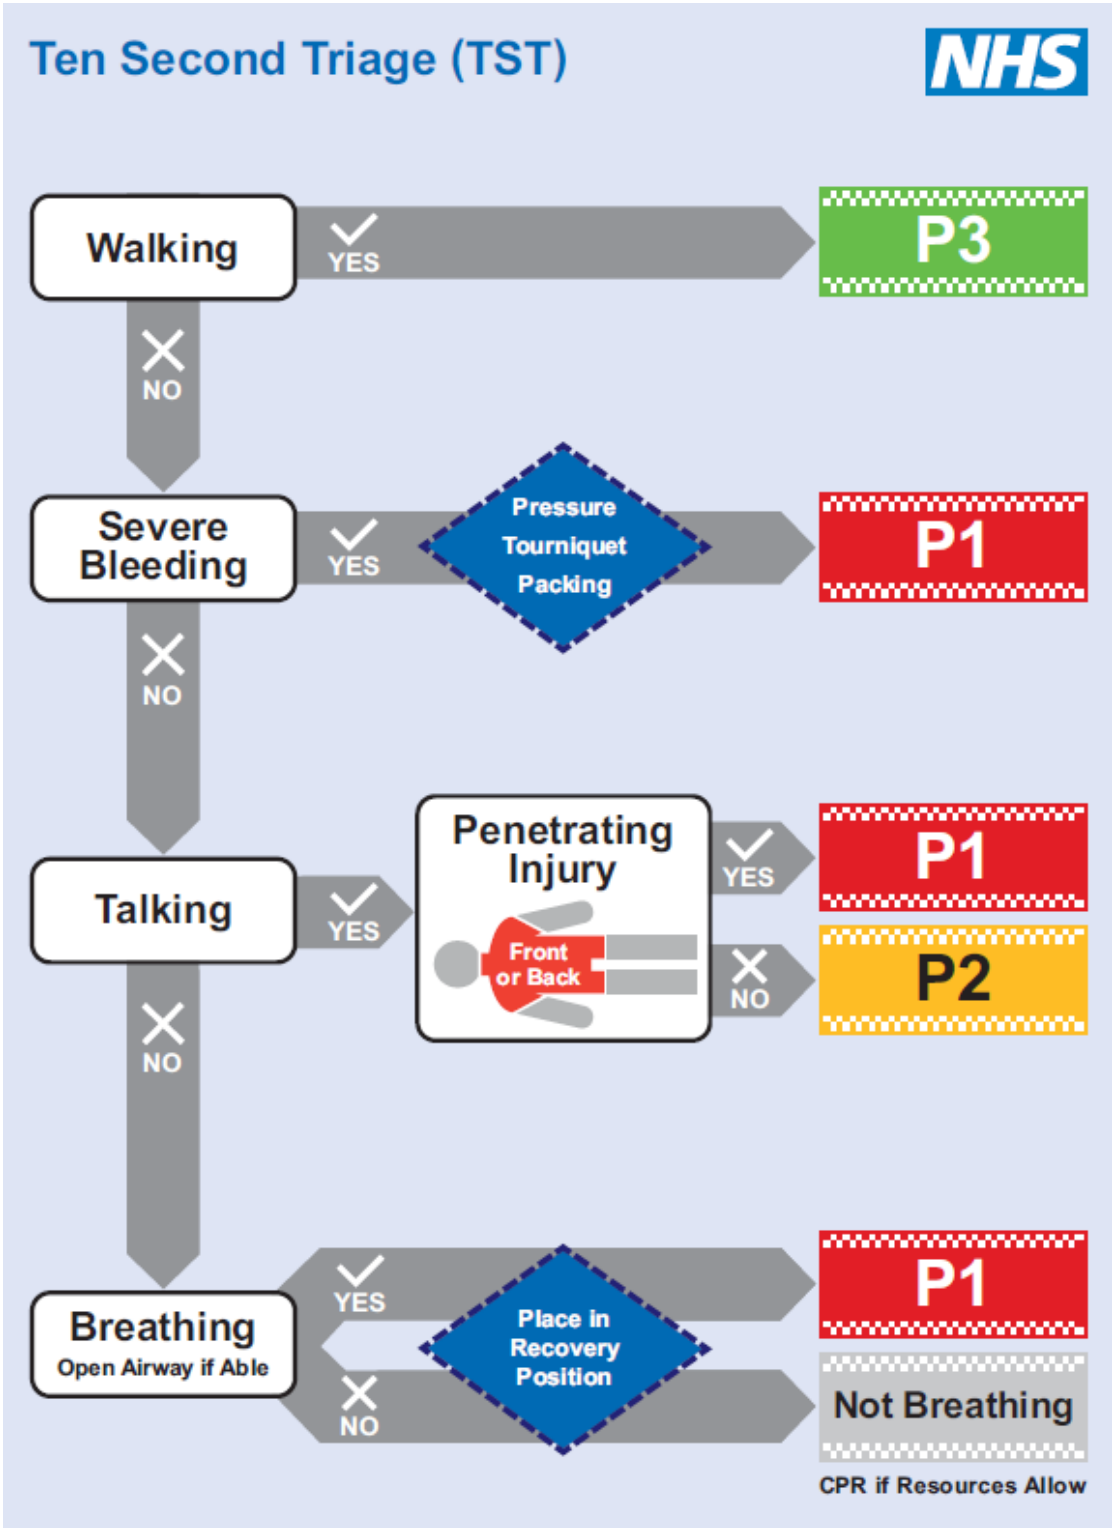 Ten Second Triage (TST)
NHS
Walking
YES
P3
NO
Severe
Bleeding
YES
Pressure
Tourniquet
Packing
P1
NO
Talking
YES
Penetrating
Injury
Front
or Back
YES
P1
NO
P2
NO
Breathing
Open Airway if Able
YES
P1
Place in
Recovery
Position
NO
Not Breathing
CPR if Resources Allow